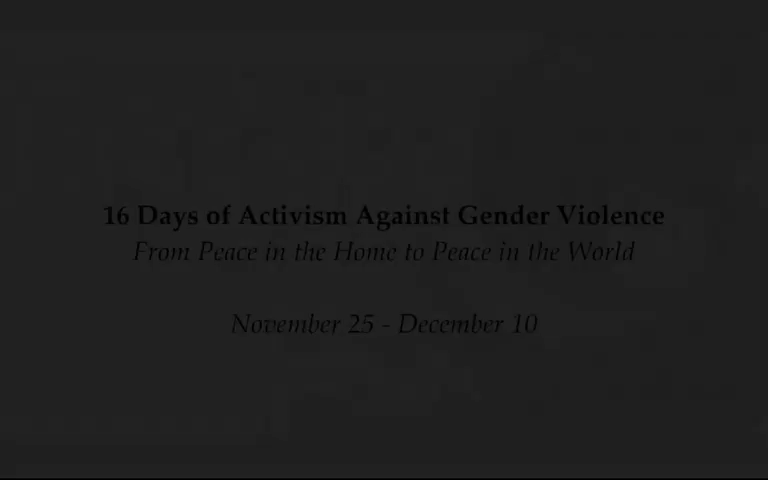 16 Days of Activism Against Gender Violence
From Peace in the Home to Peace in the World
November 25 - December 10